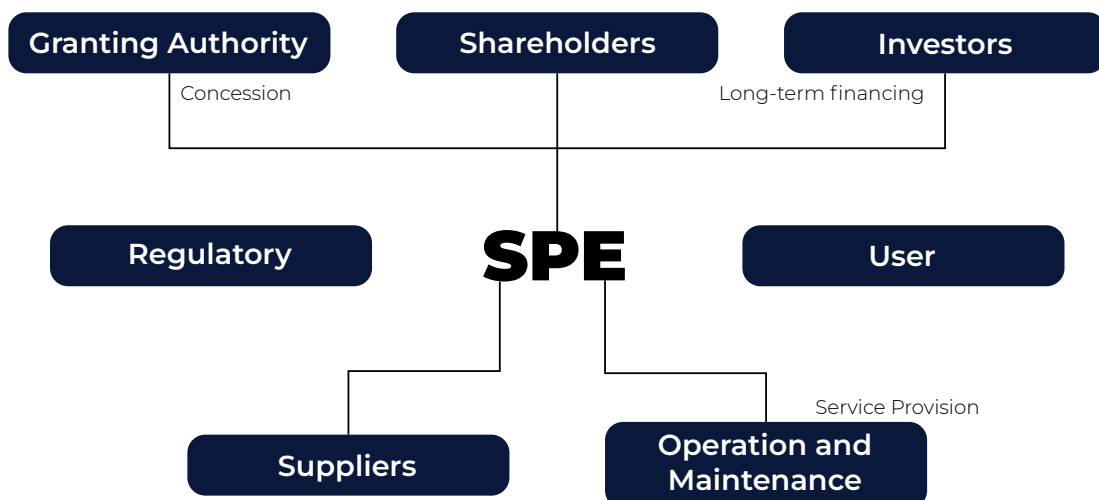 Granting Authority
Shareholders
Investors
Concession
Long-term financing
Regulatory
SPE
User
Service Provision
Suppliers
Operation and
Maintenance